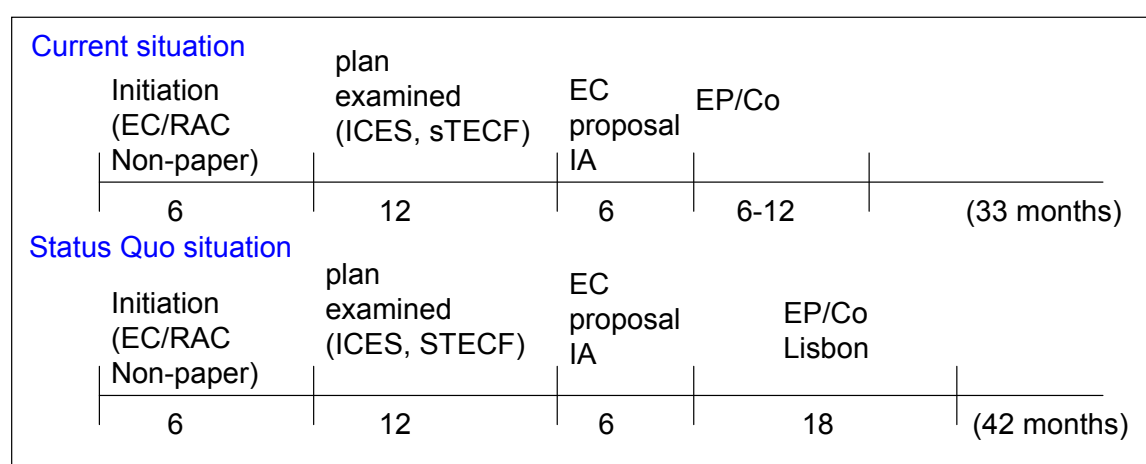 Current situation
Initiation
(EC/RAC
Non-paper)
plan
examined
(ICES, sTECF)
EC
proposal
IA
EP/Co
6
12
6
6-12
(33 months)
Status Quo situation
Initiation
(EC/RAC
Non-paper)
plan
examined
(ICES, STECF)
EC
proposal
IA
EP/Co
Lisbon
6
12
6
18
(42 months)